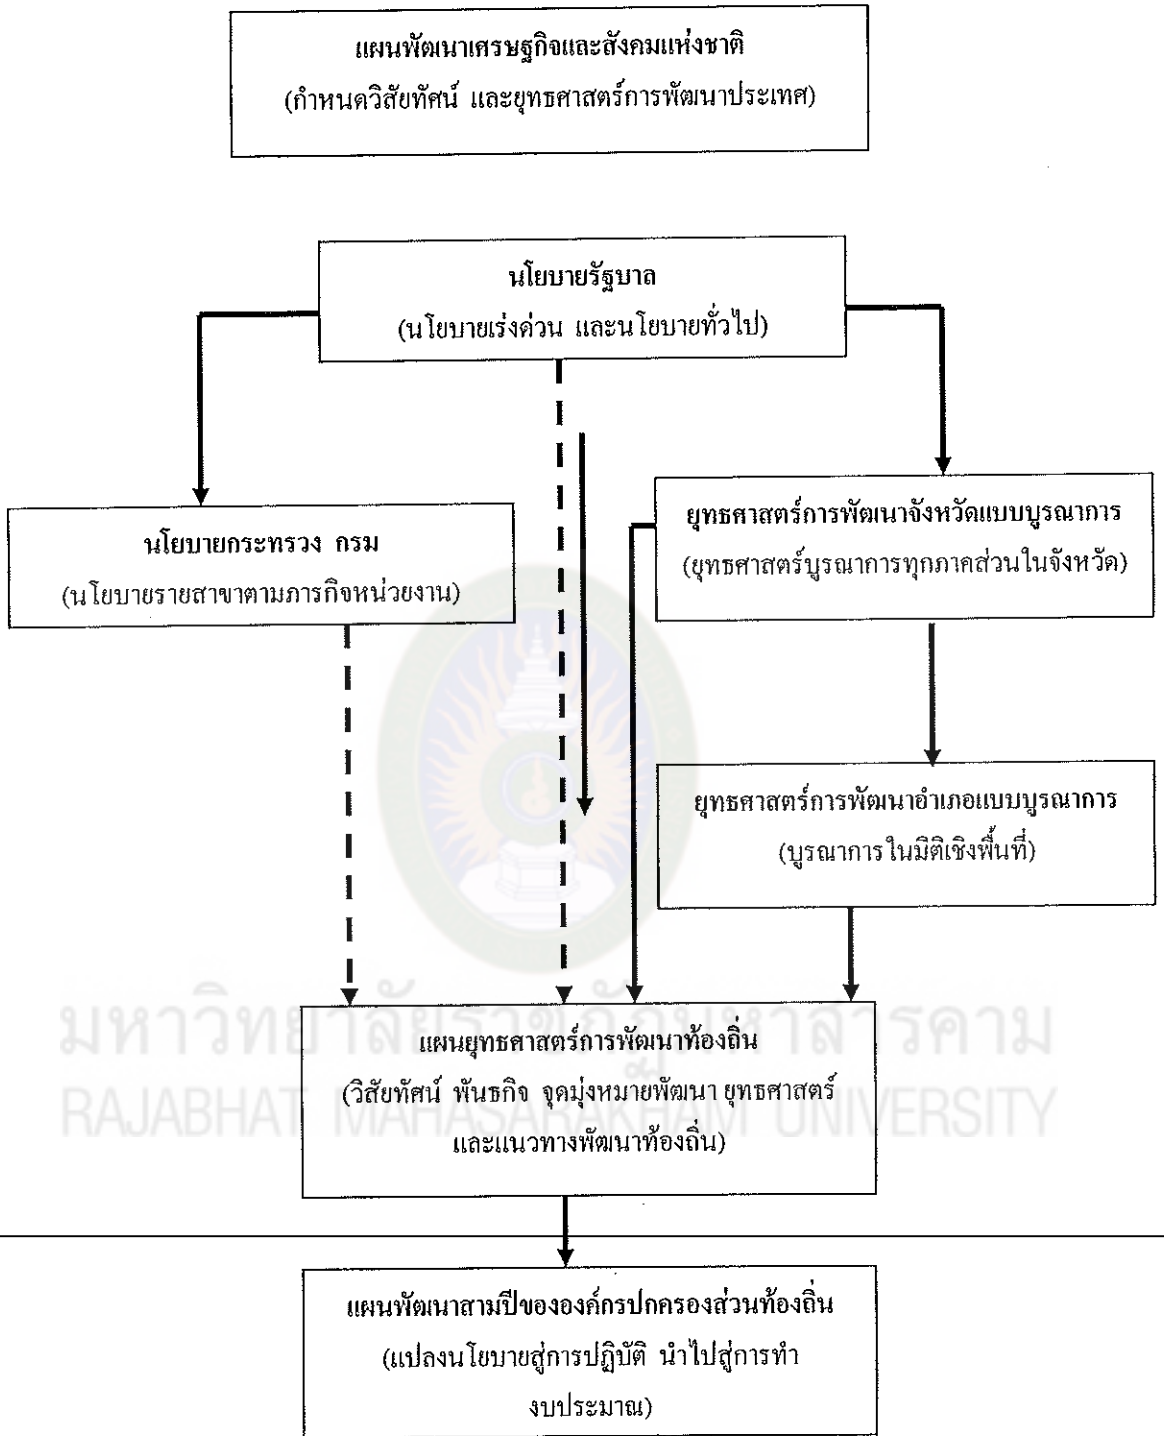 แผนพัฒนาเศรษฐกิจและสังคมแห่งชาติ
(กำหนดวิสัยทัศน์ และยุทธศาสตร์การพัฒนาประเทศ)
นโยบายรัฐบาล
(นโยบายเร่งด่วน และนโยบายทั่วไป)
นโยบายกระทรวง กรม
(นโยบายรายสาขาตามภารกิจหน่วยงาน)
ยุทธศาสตร์การพัฒนาจังหวัดแบบบูรณาการ
(ยุทธศาสตร์บูรณาการทุกภาคส่วนในจังหวัด)
ยุทธศาสตร์การพัฒนาอำเภอแบบบูรณาการ
(บูรณาการในมิติเชิงพื้นที่)
มหาวิทยาลัยราชภัฏมหาสารคาม
RAJABHAT MAHASARAKHAM UNIVERSITY
แผนยุทธศาสตร์การพัฒนาท้องถิ่น
(วิสัยทัศน์ พันธกิจ จุดมุ่งหมายพัฒนา ยุทธศาสตร์
และแนวทางพัฒนาท้องถิ่น)
แผนพัฒนาสามปีขององค์กรปกครองส่วนท้องถิ่น
(แปลงนโยบายสู่การปฏิบัติ นำไปสู่การทำ
งบประมาณ)